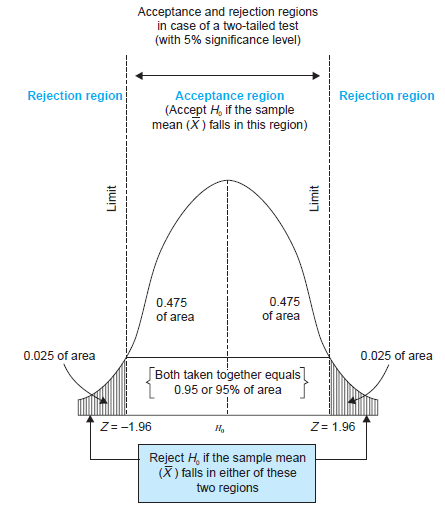 Acceptance and rejection regions
in case of a two-tailed test
(with 5% significance level)
Rejection region
Acceptance region
(Accept H₀ if the sample
mean (X̄) falls in this region)
Rejection region
Limit
Limit
0.475
of area
0.475
of area
0.025 of area
0.025 of area
Both taken together equals
0.95 or 95% of area
Z = –1.96
H₀
Z = 1.96
Reject H₀ if the sample mean
(X̄) falls in either of these
two regions